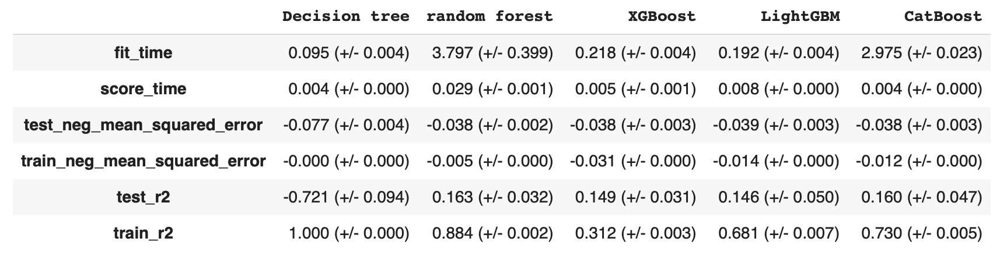 Decision tree random forest XGBoost LightGBM CatBoost
fit_time 0.095 (+/- 0.004) 3.797 (+/- 0.399) 0.218 (+/- 0.004) 0.192 (+/- 0.004) 2.975 (+/- 0.023)
score_time 0.004 (+/- 0.000) 0.029 (+/- 0.001) 0.005 (+/- 0.001) 0.008 (+/- 0.000) 0.004 (+/- 0.000)
test_neg_mean_squared_error -0.077 (+/- 0.004) -0.038 (+/- 0.002) -0.038 (+/- 0.003) -0.039 (+/- 0.003) -0.038 (+/- 0.003)
train_neg_mean_squared_error -0.000 (+/- 0.000) -0.005 (+/- 0.000) -0.031 (+/- 0.000) -0.014 (+/- 0.000) -0.012 (+/- 0.000)
test_r2 -0.721 (+/- 0.094) 0.163 (+/- 0.032) 0.149 (+/- 0.031) 0.146 (+/- 0.050) 0.160 (+/- 0.047)
train_r2 1.000 (+/- 0.000) 0.884 (+/- 0.002) 0.312 (+/- 0.003) 0.681 (+/- 0.007) 0.730 (+/- 0.005)